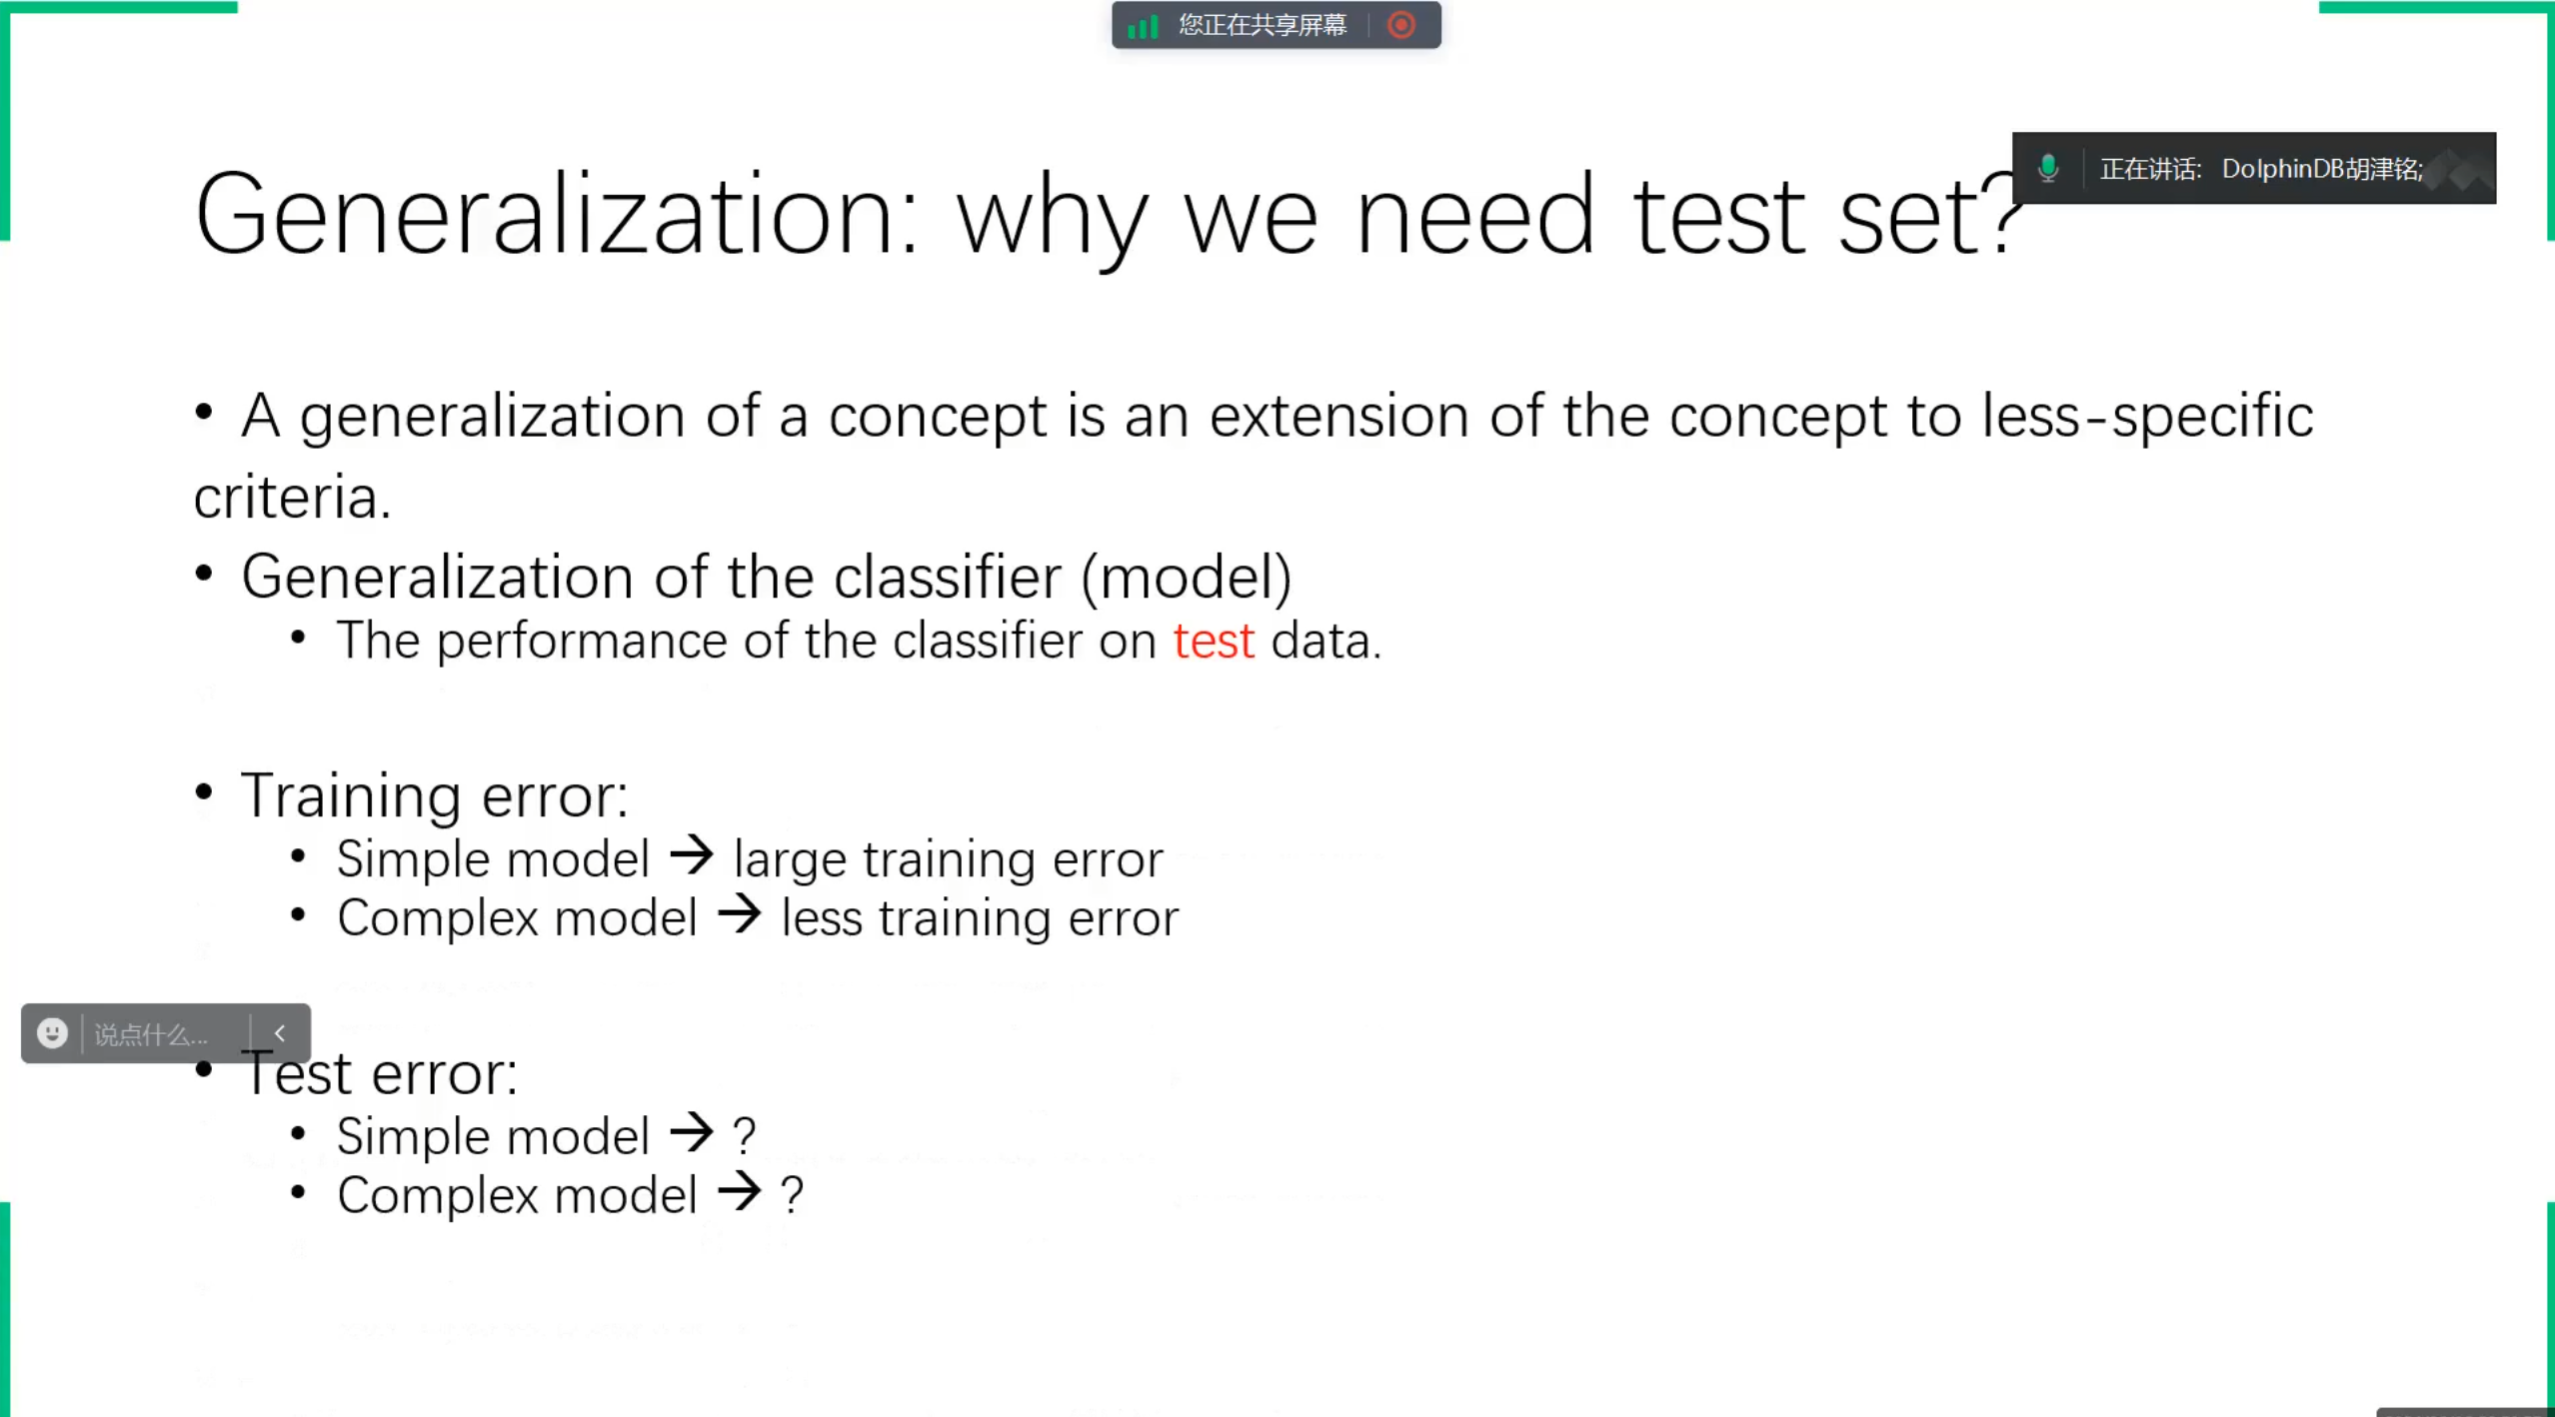 您正在共享屏幕
正在讲话: DolphinDB胡津铭;
Generalization: why we need test set?
• A generalization of a concept is an extension of the concept to less-specific
criteria.
• Generalization of the classifier (model)
• The performance of the classifier on test data.
• Training error:
• Simple model → large training error
• Complex model → less training error
说点什么...
• Test error:
• Simple model → ?
• Complex model → ?